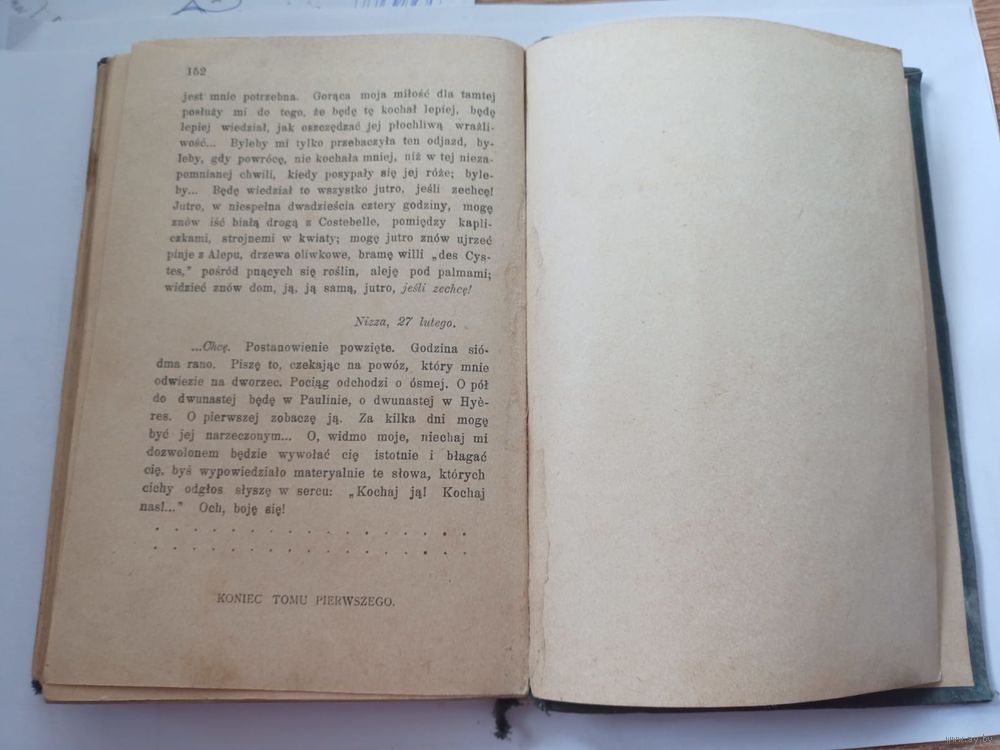 152
jest mnie potrzebna. Gorąca moja miłość dla tamtej
posłuży mi do tego, że będę tę kochał lepiej, będę
lepiej wiedział, jak oszczędzać jej płochliwą wrażli-
wość... Byleby mi tylko przebaczyła ten odjazd, by-
leby, gdy powrócę, nie kochała mniej, niż w tej nieza-
pomnianej chwili, kiedy posypały się jej róże; byle-
by... Będę wiedział to wszystko jutro, jeśli zechcę!
Jutro, w niespełna dwadzieścia cztery godziny, mogę
znów iść białą drogą z Costebelle, pomiędzy kapli-
czkami, strojnemi w kwiaty; mogę jutro znów ujrzeć
pinje z Alepu, drzewa oliwkowe, bramę willi „des Cys-
tes," pośród pnących się roślin, aleję pod palmami;
widzieć znów dom, ją, ją samą, jutro, jeśli zechcę!
Nizza, 27 lutego.
...Chcę. Postanowienie powzięte. Godzina siód-
dma rano. Piszę to, czekając na powóz, który mnie
odwiezie na dworzec. Pociąg odchodzi o ósmej. O pół
do dwunastej będę w Paulinie, o dwunastej w Hyè-
res. O pierwszej zobaczę ją. Za kilka dni mogę
być jej narzeczonym... O, widmo moje, niechaj mi
dozwolonem będzie wywołać cię istotnie i błagać
cię, byś wypowiedziało materyalnie te słowa, których
cichy odgłos słyszę w sercu: „Kochaj ją! Kochaj
nas!..." Och, boję się!
. . . . . . . . . . . . . . . . .
. . . . . . . . . . . . . . . . .
KONIEC TOMU PIERWSZEGO.